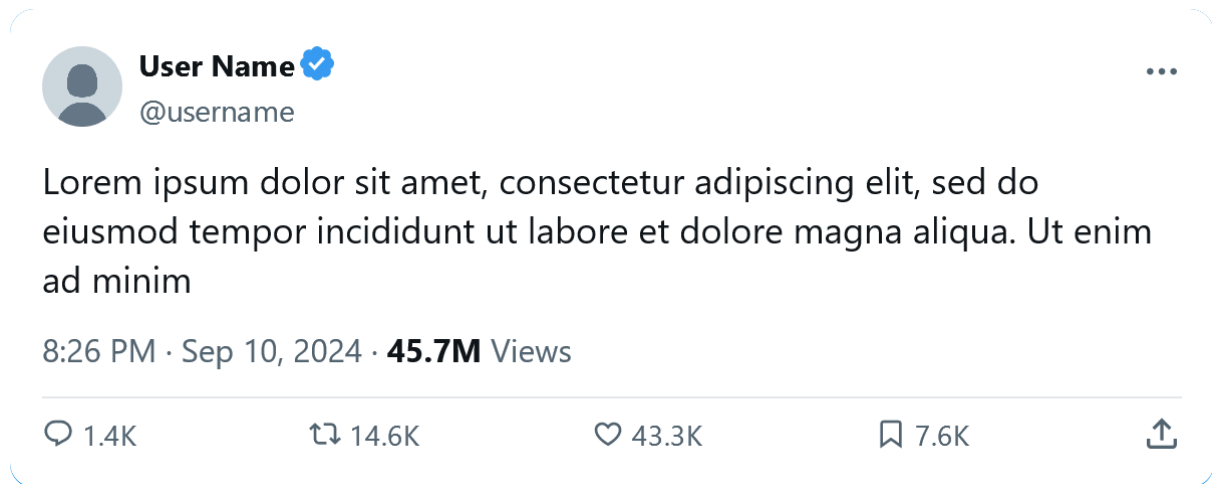 User Name
@username
Lorem ipsum dolor sit amet, consectetur adipiscing elit, sed do
eiusmod tempor incididunt ut labore et dolore magna aliqua. Ut enim
ad minim
8:26 PM · Sep 10, 2024 · 45.7M Views
1.4K 14.6K 43.3K 7.6K